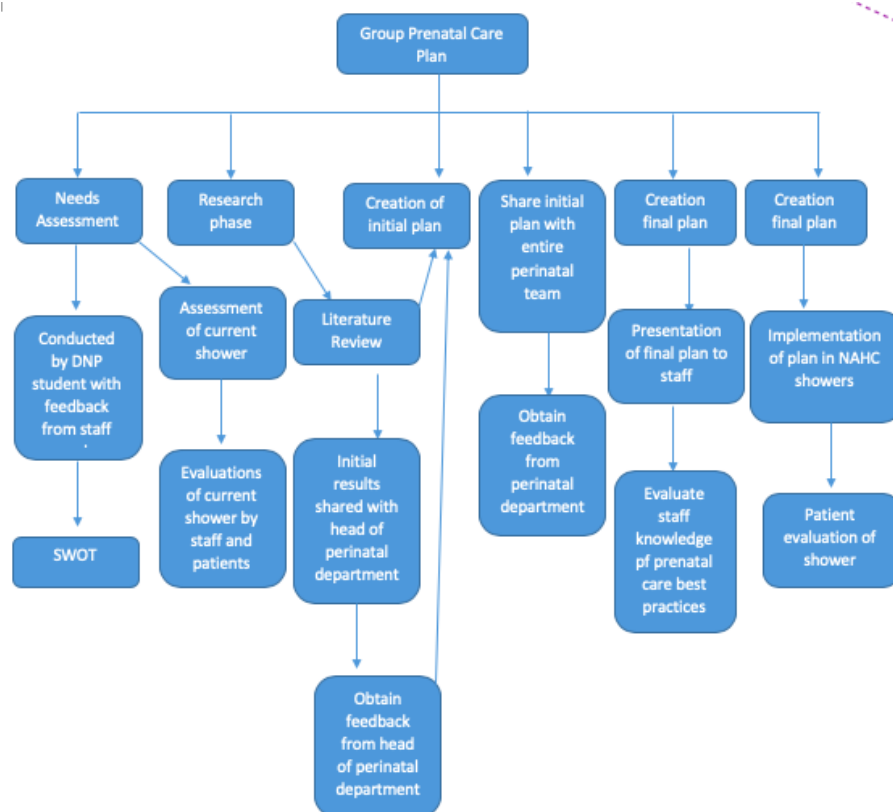 Group Prenatal Care
Plan
Needs
Assessment
Research
phase
Creation of
initial plan
Share initial
plan with
entire
perinatal
team
Creation
final plan
Creation
final plan
Conducted
by DNP
student with
feedback
from staff
.
Assessment
of current
shower
Literature
Review
Presentation
of final plan to
staff
Implementation
of plan in NAHC
showers
Obtain
feedback
from
perinatal
department
SWOT
Evaluations
of current
shower by
staff and
patients
Initial
results
shared with
head of
perinatal
department
Evaluate
staff
knowledge
pf prenatal
care best
practices
Patient
evaluation of
shower
Obtain
feedback
from head
of perinatal
department